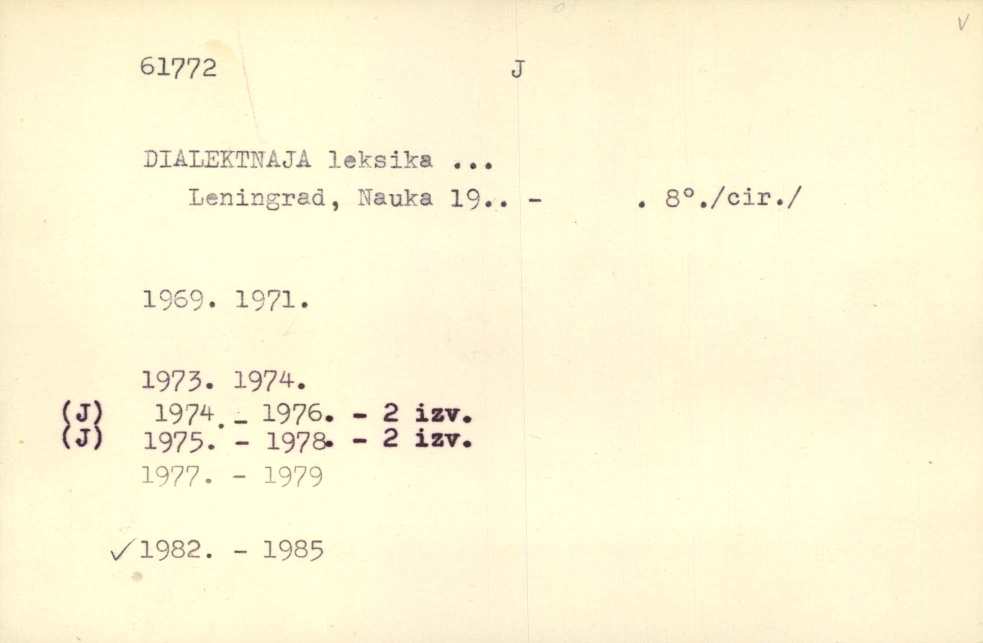 61772 J
DIALEKTNAJA leksika ...
Leningrad, Nauka 19.. - . 8°./cir./
1969. 1971.
1973. 1974.
(J) 1974. - 1976. - 2 izv.
(J) 1975. - 1978. - 2 izv.
1977. - 1979
✓1982. - 1985